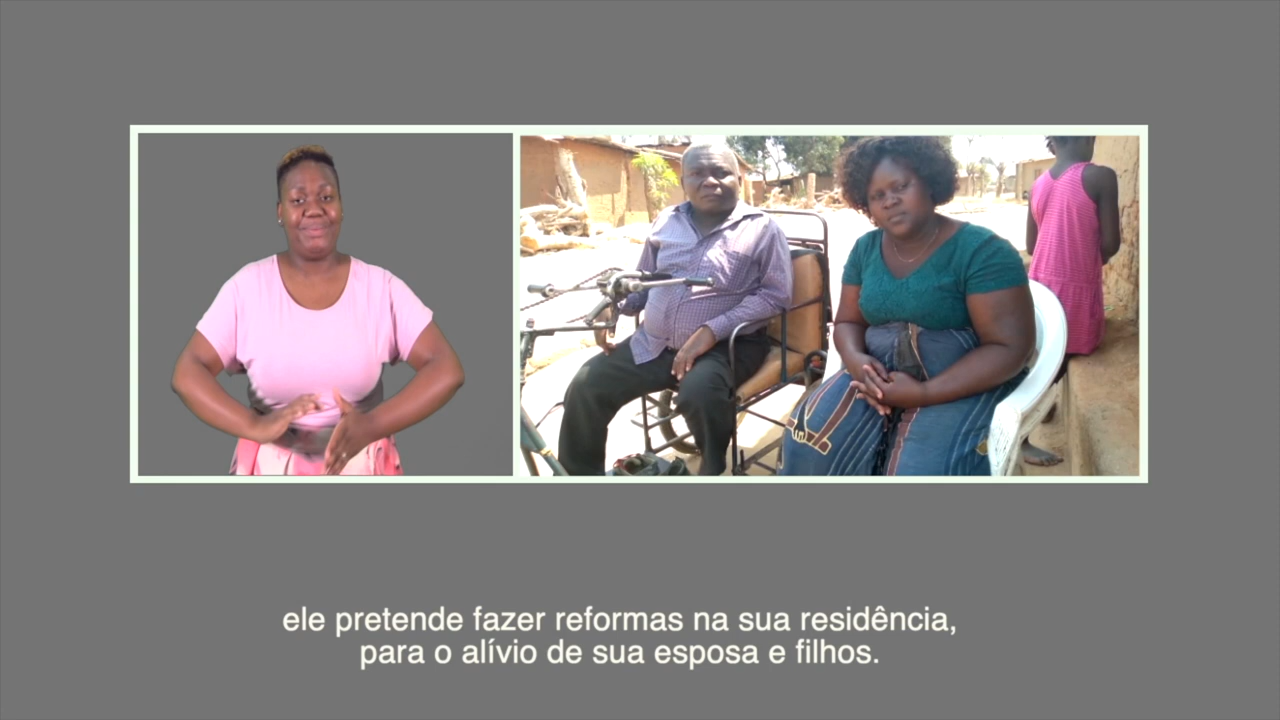 ele pretende fazer reformas na sua residência,
para o alívio de sua esposa e filhos.